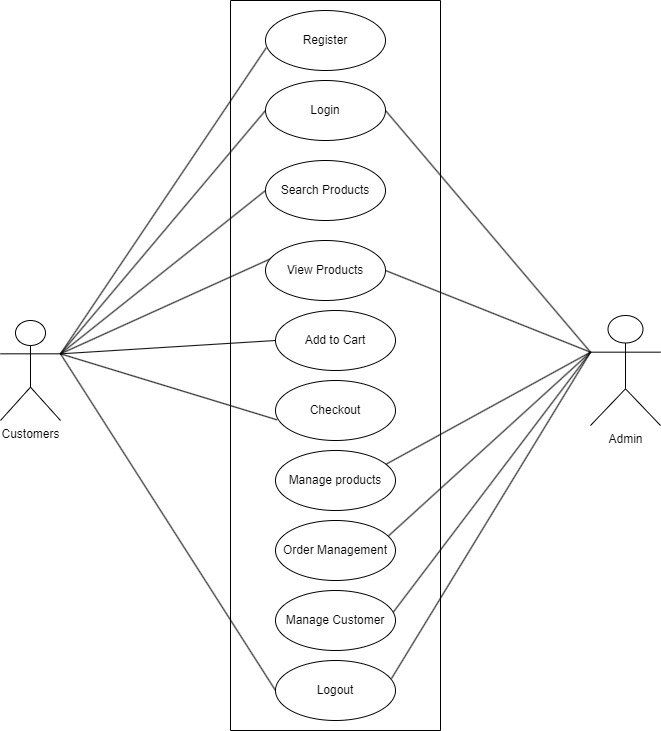 Register
Login
Search Products
View Products
Add to Cart
Checkout
Customers
Admin
Manage products
Order Management
Manage Customer
Logout